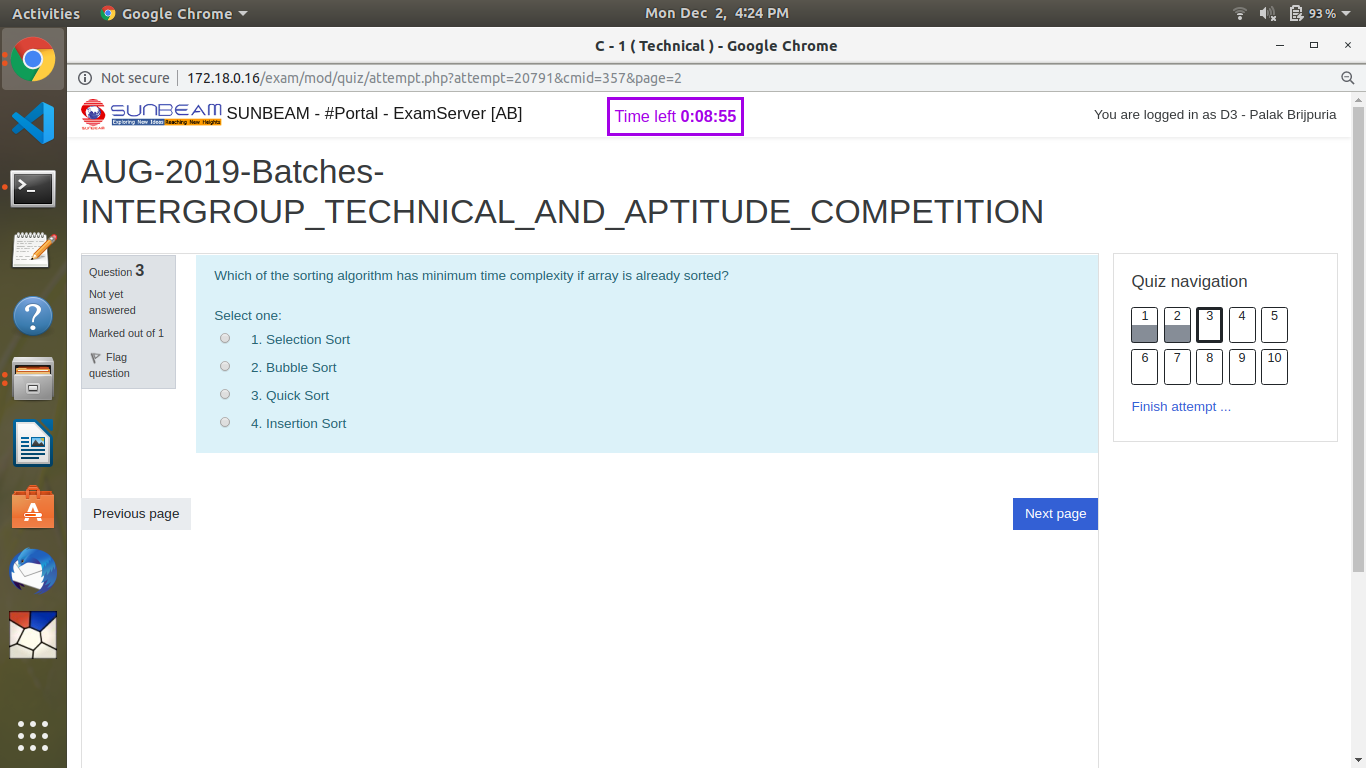 Activities Google Chrome Mon Dec 2, 4:24 PM 93 %
C - 1 ( Technical ) - Google Chrome
Not secure 172.18.0.16/exam/mod/quiz/attempt.php?attempt=20791&cmid=357&page=2
SUNBEAM SUNBEAM - #Portal - ExamServer [AB] Time left 0:08:55 You are logged in as D3 - Palak Brijpuria
Exploring New Ideas Reaching New Heights
SUNBEAM
AUG-2019-Batches-
INTERGROUP_TECHNICAL_AND_APTITUDE_COMPETITION
Question 3
Not yet
answered
Marked out of 1
Flag
question
Which of the sorting algorithm has minimum time complexity if array is already sorted?
Select one:
1. Selection Sort
2. Bubble Sort
3. Quick Sort
4. Insertion Sort
Previous page Next page
Quiz navigation
1 2 3 4 5
6 7 8 9 10
Finish attempt ...